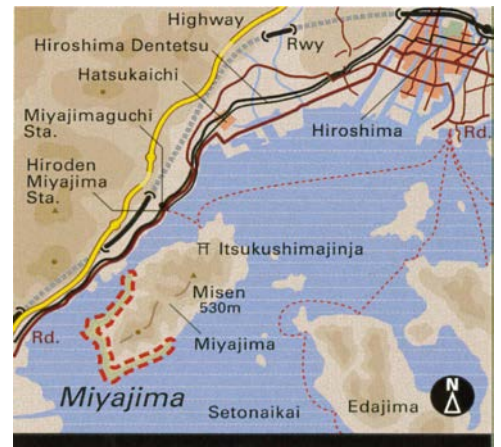 Highway
Hiroshima Dentetsu
Rwy
Hatsukaichi
Miyajimaguchi
Sta.
Hiroshima
Rd.
Hiroden
Miyajima
Sta.
Itsukushimajinja
Misen
530m
Rd.
Miyajima
Miyajima
N
Setonaikai
Edajima